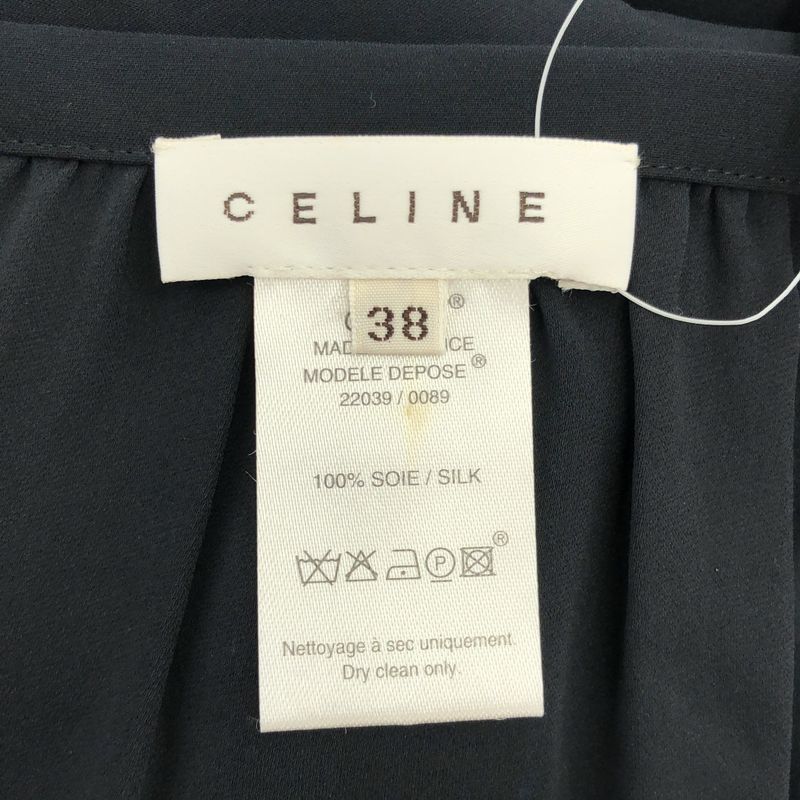 CELINE
38
®
MODELE DEPOSE®
22039 / 0089
100% SOIE / SILK
P
®
Nettoyage à sec uniquement.
Dry clean only.